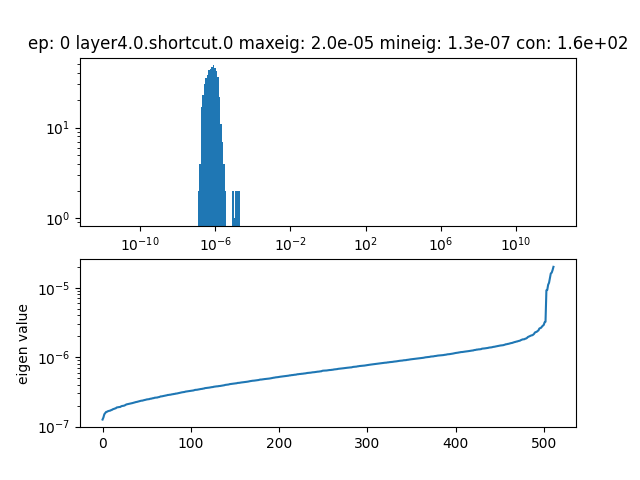 ep: 0 layer4.0.shortcut.0 maxeig: 2.0e-05 mineig: 1.3e-07 con: 1.6e+02
10¹
10⁰
10⁻¹⁰ 10⁻⁶ 10⁻² 10² 10⁶ 10¹⁰
10⁻⁵
10⁻⁶
10⁻⁷
eigen value
0 100 200 300 400 500